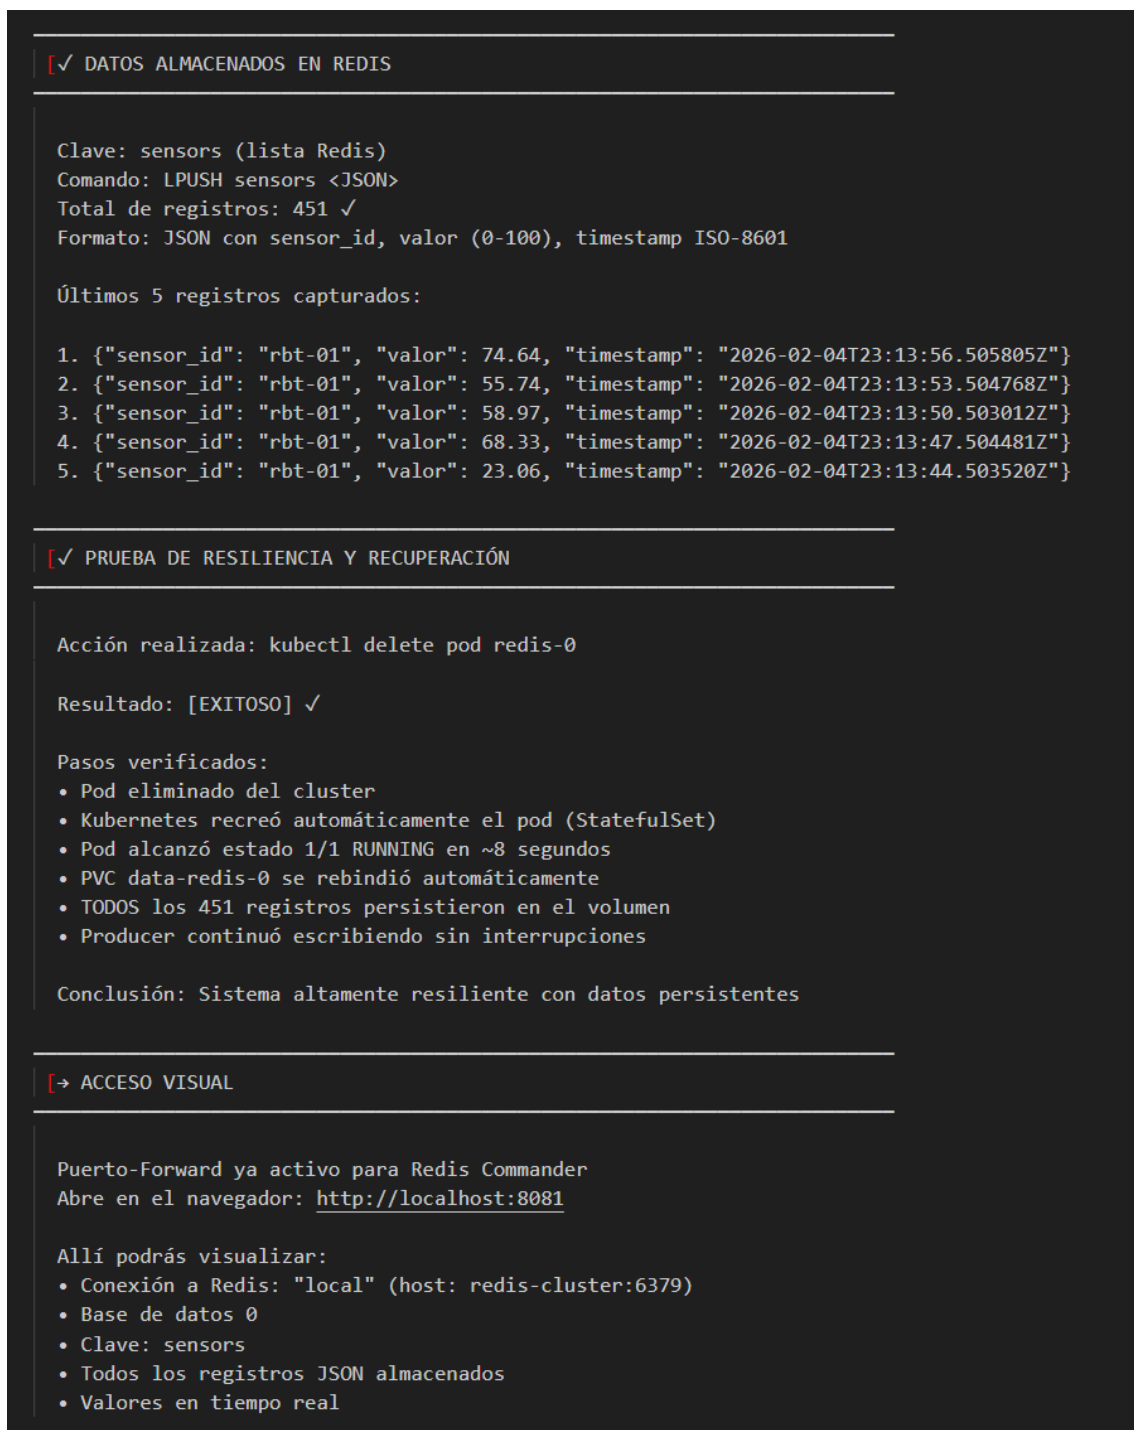 [✓ DATOS ALMACENADOS EN REDIS
Clave: sensors (lista Redis)
Comando: LPUSH sensors <JSON>
Total de registros: 451 ✓
Formato: JSON con sensor_id, valor (0-100), timestamp ISO-8601
Últimos 5 registros capturados:
1. {"sensor_id": "rbt-01", "valor": 74.64, "timestamp": "2026-02-04T23:13:56.505805Z"}
2. {"sensor_id": "rbt-01", "valor": 55.74, "timestamp": "2026-02-04T23:13:53.504768Z"}
3. {"sensor_id": "rbt-01", "valor": 58.97, "timestamp": "2026-02-04T23:13:50.503012Z"}
4. {"sensor_id": "rbt-01", "valor": 68.33, "timestamp": "2026-02-04T23:13:47.504481Z"}
5. {"sensor_id": "rbt-01", "valor": 23.06, "timestamp": "2026-02-04T23:13:44.503520Z"}
[✓ PRUEBA DE RESILIENCIA Y RECUPERACIÓN
Acción realizada: kubectl delete pod redis-0
Resultado: [EXITOSO] ✓
Pasos verificados:
• Pod eliminado del cluster
• Kubernetes recreó automáticamente el pod (StatefulSet)
• Pod alcanzó estado 1/1 RUNNING en ~8 segundos
• PVC data-redis-0 se rebindió automáticamente
• TODOS los 451 registros persistieron en el volumen
• Producer continuó escribiendo sin interrupciones
Conclusión: Sistema altamente resiliente con datos persistentes
[→ ACCESO VISUAL
Puerto-Forward ya activo para Redis Commander
Abre en el navegador: http://localhost:8081
Allí podrás visualizar:
• Conexión a Redis: "local" (host: redis-cluster:6379)
• Base de datos 0
• Clave: sensors
• Todos los registros JSON almacenados
• Valores en tiempo real